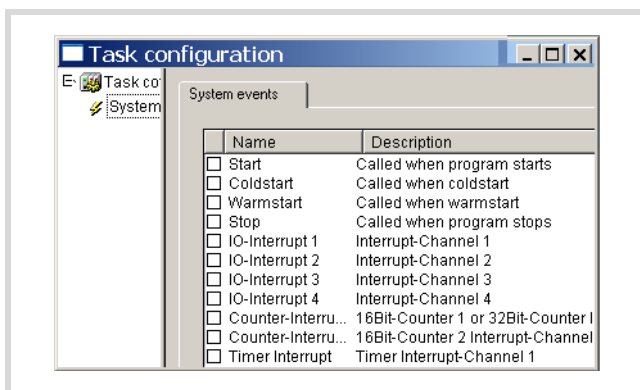 Task configuration
Task co
System
System events
Name Description
Start Called when program starts
Coldstart Called when coldstart
Warmstart Called when warmstart
Stop Called when program stops
IO-Interrupt 1 Interrupt-Channel 1
IO-Interrupt 2 Interrupt-Channel 2
IO-Interrupt 3 Interrupt-Channel 3
IO-Interrupt 4 Interrupt-Channel 4
Counter-Interru... 16Bit-Counter 1 or 32Bit-Counter I
Counter-Interru... 16Bit-Counter 2 Interrupt-Channel
Timer Interrupt Timer Interrupt-Channel 1